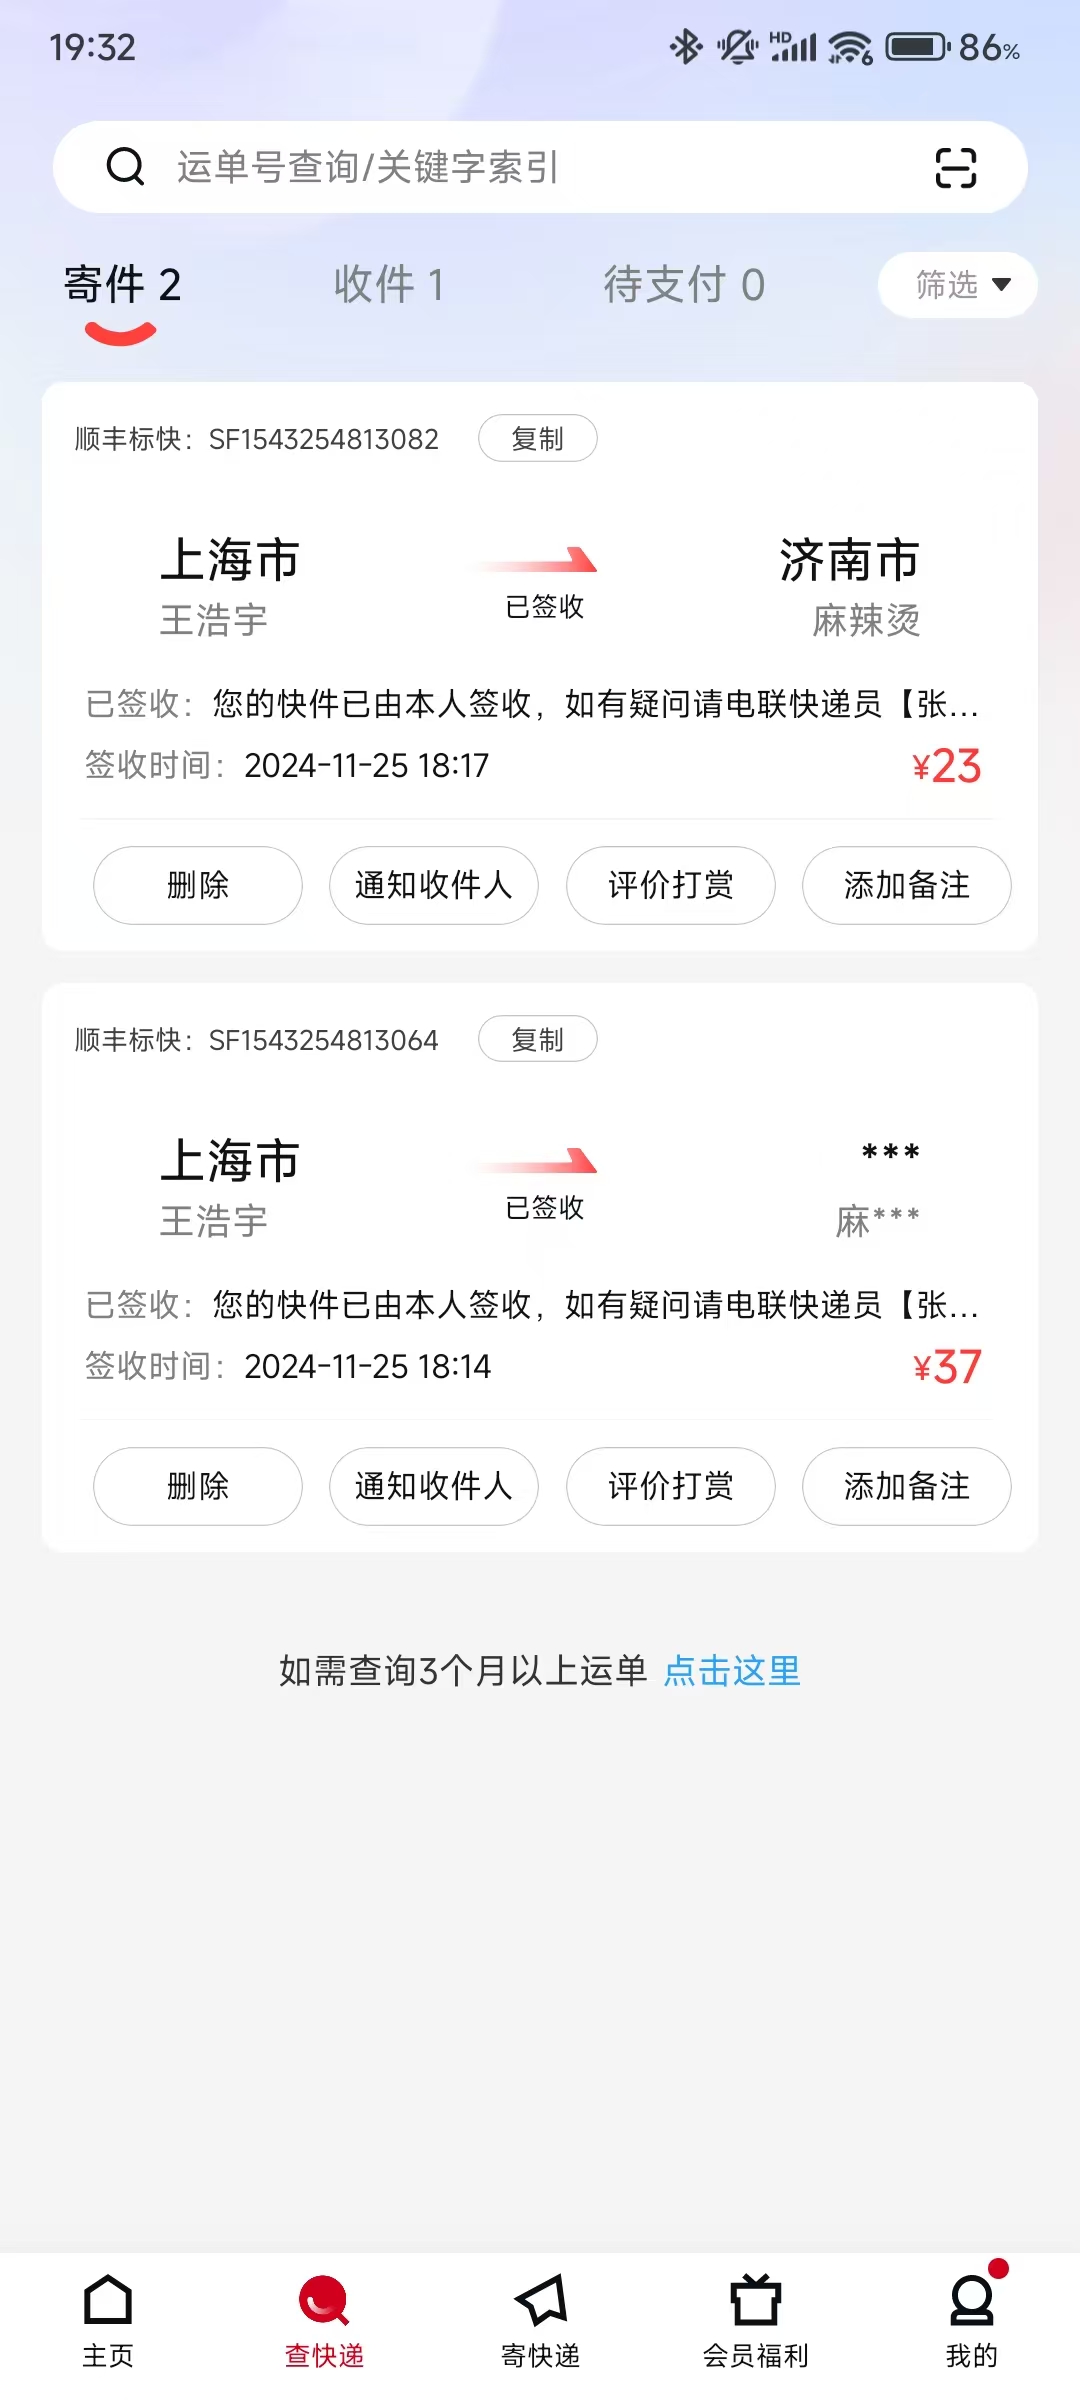 19:32
HD 6 86%
运单号查询/关键字索引
寄件 2 收件 1 待支付 0 筛选
顺丰标快：SF1543254813082 复制
上海市 济南市
王浩宇 已签收 麻辣烫
已签收：您的快件已由本人签收，如有疑问请电联快递员【张...
签收时间：2024-11-25 18:17 ¥23
删除 通知收件人 评价打赏 添加备注
顺丰标快：SF1543254813064 复制
上海市 ***
王浩宇 已签收 麻***
已签收：您的快件已由本人签收，如有疑问请电联快递员【张...
签收时间：2024-11-25 18:14 ¥37
删除 通知收件人 评价打赏 添加备注
如需查询3个月以上运单 点击这里
主页 查快递 寄快递 会员福利 我的